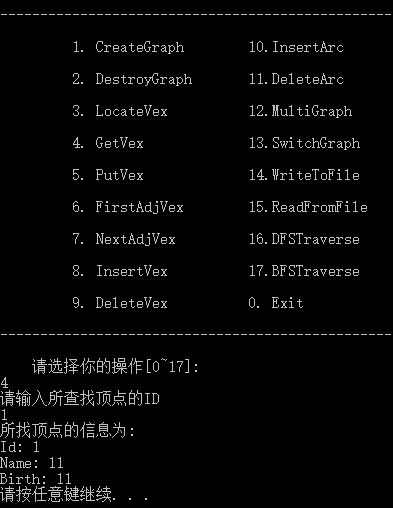 ------------------------------------------------
1. CreateGraph 10.InsertArc
2. DestroyGraph 11.DeleteArc
3. LocateVex 12.MultiGraph
4. GetVex 13.SwitchGraph
5. PutVex 14.WriteToFile
6. FirstAdjVex 15.ReadFromFile
7. NextAdjVex 16.DFSTraverse
8. InsertVex 17.BFSTraverse
9. DeleteVex 0. Exit
------------------------------------------------
请选择你的操作[0~17]:
4
请输入所查找顶点的ID
1
所找顶点的信息为:
Id: 1
Name: 11
Birth: 11
请按任意键继续. . .